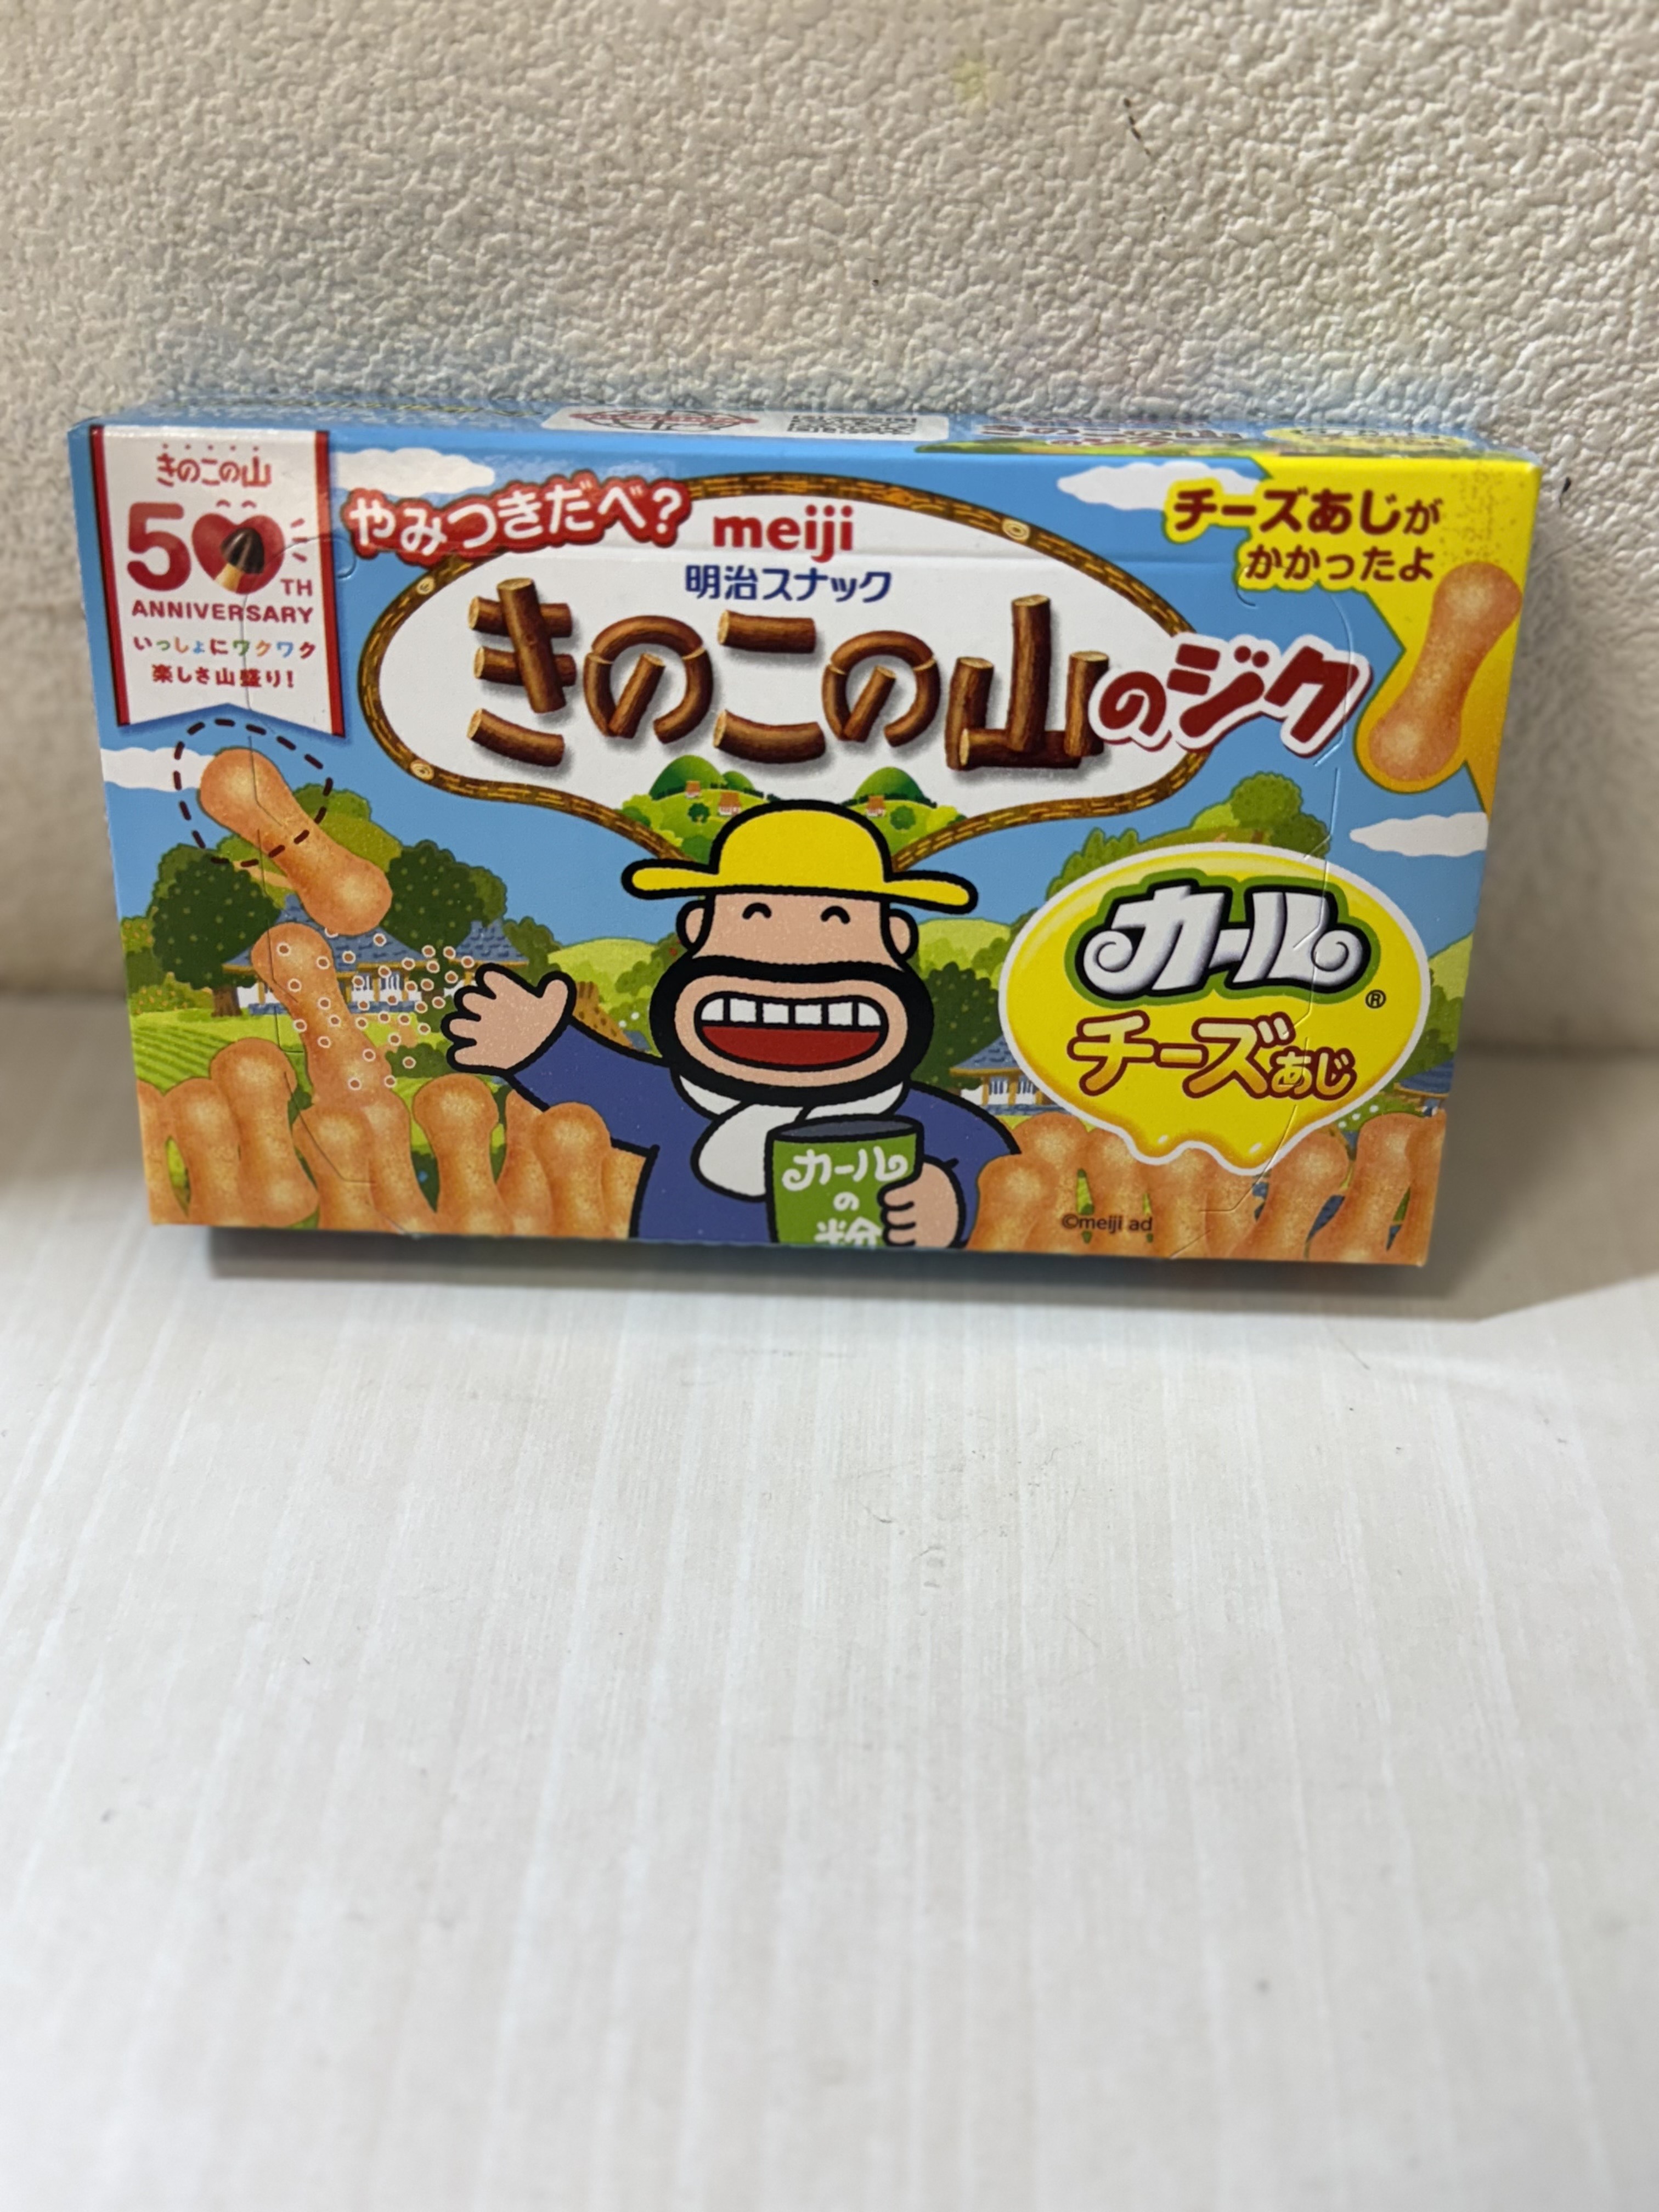 きのこの山
50TH
ANNIVERSARY
いっしょにワクワク
楽しさ山盛り!
やみつきだべ?
meiji
明治スナック
きのこの山のジク
チーズあじが
かかったよ
カール®
チーズあじ
カール
の
粉
©meiji ad